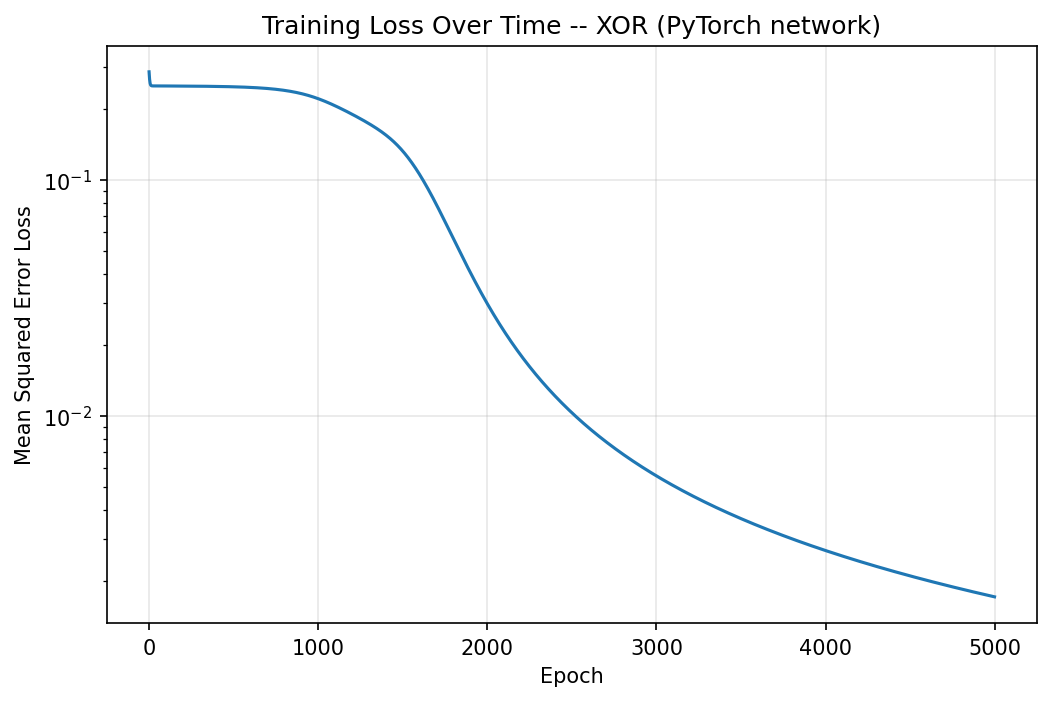 Training Loss Over Time -- XOR (PyTorch network)
Mean Squared Error Loss
10⁻¹
10⁻²
0 1000 2000 3000 4000 5000
Epoch